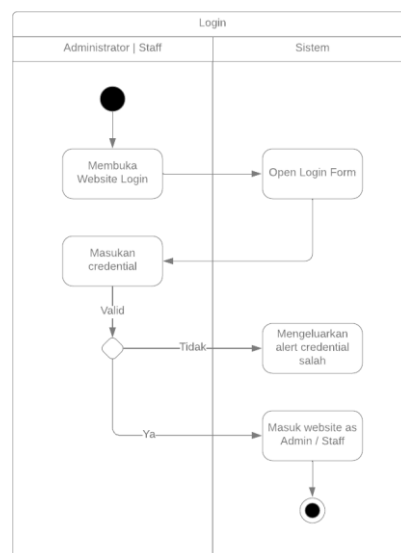 Login
Administrator | Staff
Sistem
Membuka
Website Login
Open Login Form
Masukan
credential
Valid
Tidak
Mengeluarkan
alert credential
salah
Ya
Masuk website as
Admin / Staff